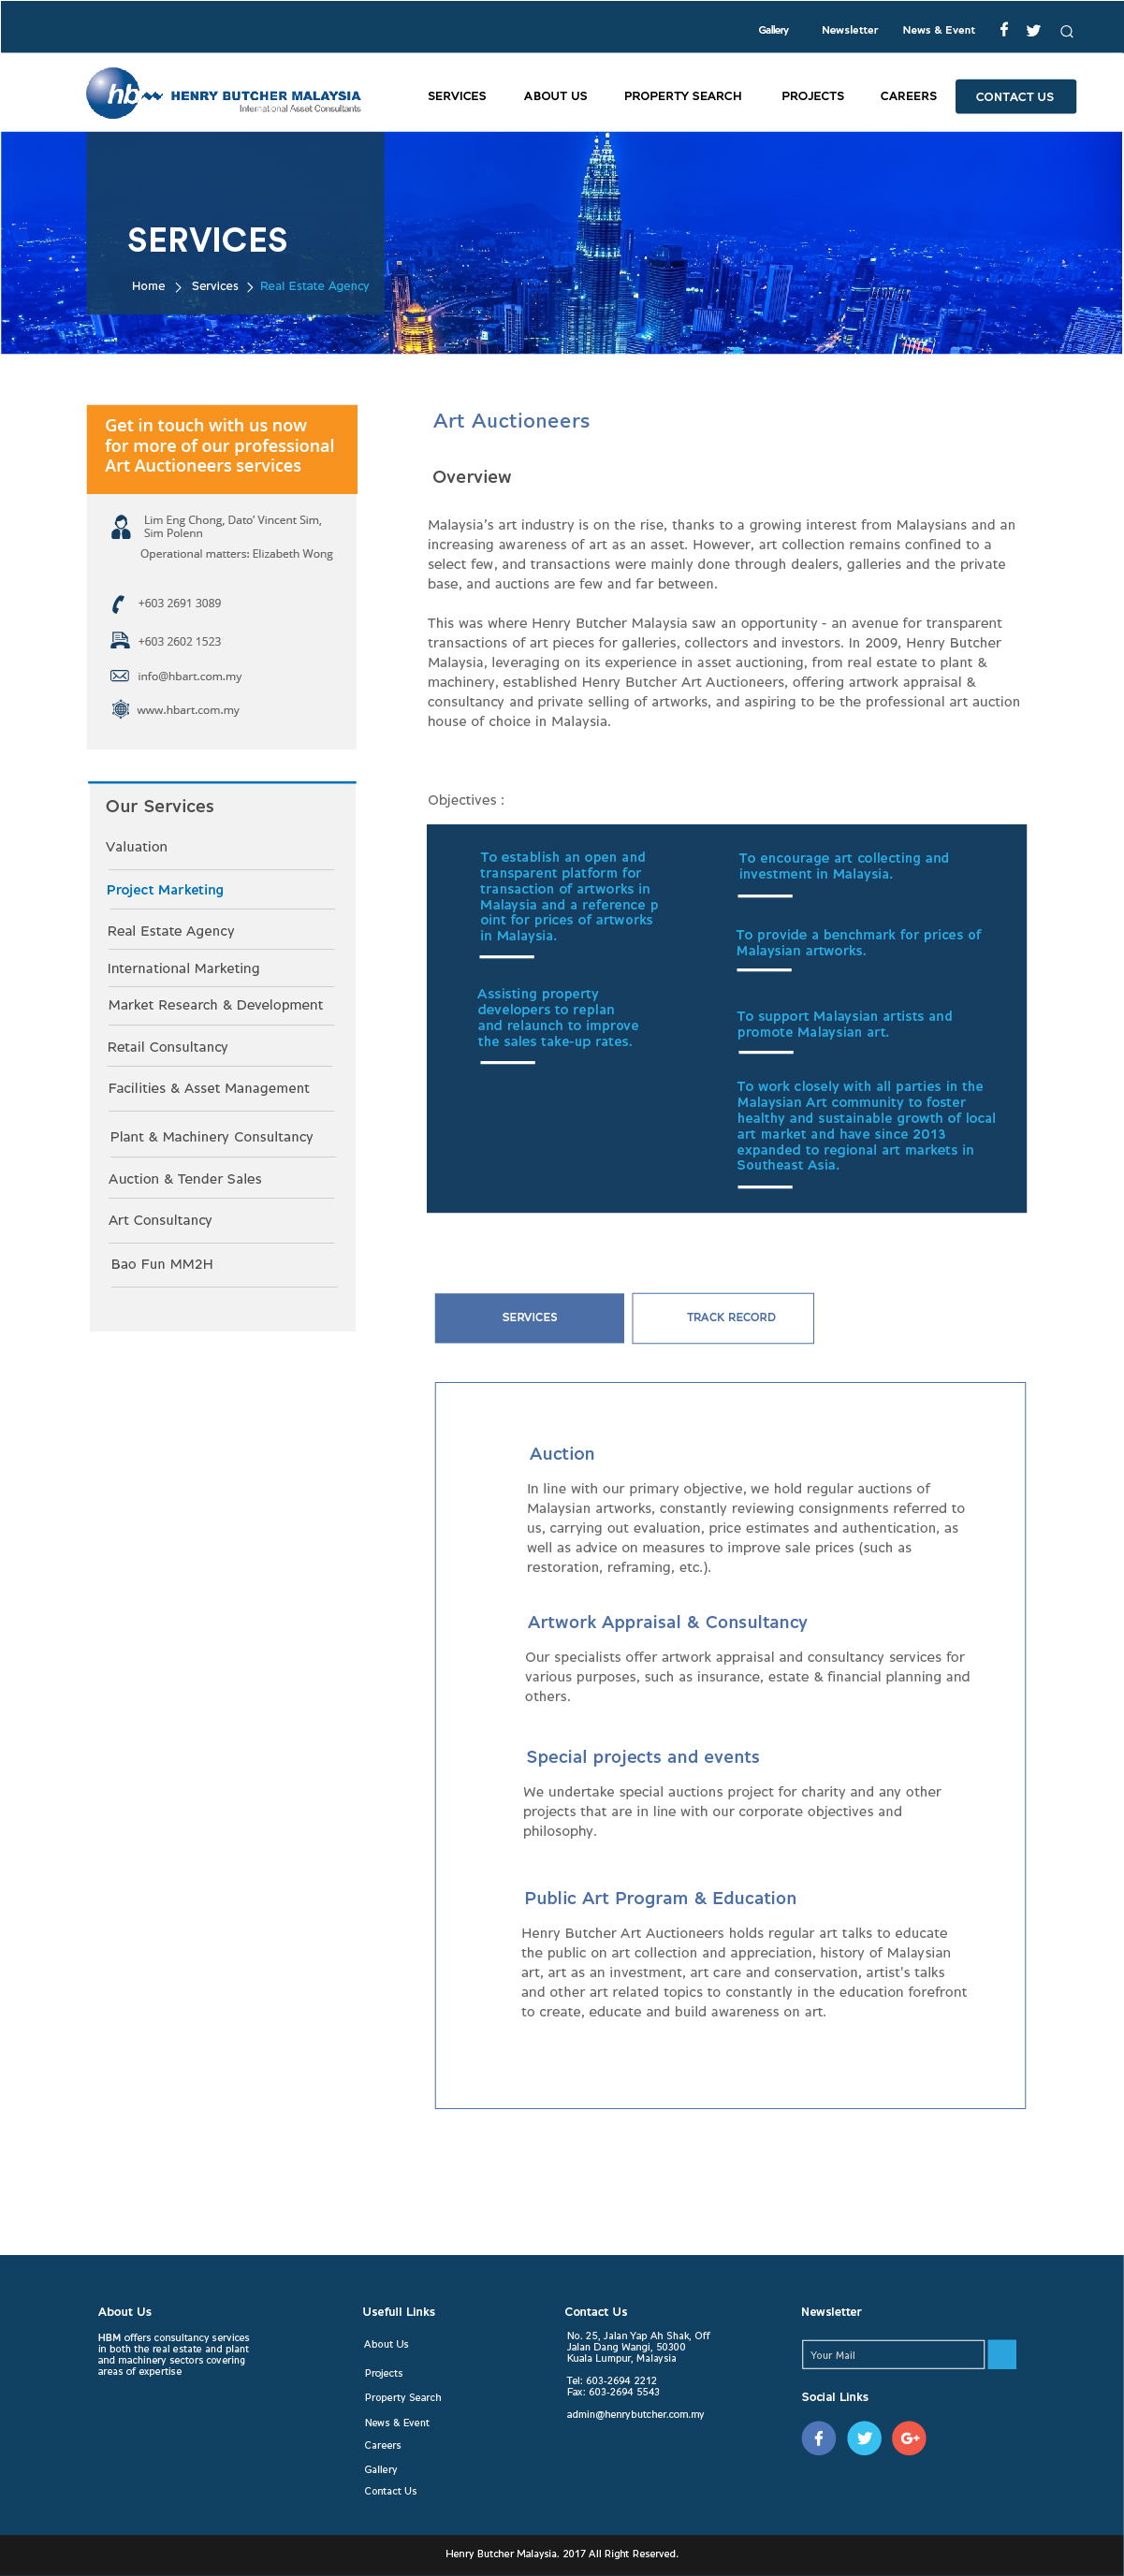 Gallery Newsletter News & Event
hb HENRY BUTCHER MALAYSIA
International Asset Consultants
SERVICES ABOUT US PROPERTY SEARCH PROJECTS CAREERS CONTACT US
SERVICES
Home > Services > Real Estate Agency
Get in touch with us now
for more of our professional
Art Auctioneers services
Lim Eng Chong, Dato' Vincent Sim,
Sim Polenn
Operational matters: Elizabeth Wong
+603 2691 3089
+603 2602 1523
info@hbart.com.my
www.hbart.com.my
Our Services
Valuation
Project Marketing
Real Estate Agency
International Marketing
Market Research & Development
Retail Consultancy
Facilities & Asset Management
Plant & Machinery Consultancy
Auction & Tender Sales
Art Consultancy
Bao Fun MM2H
Art Auctioneers
Overview
Malaysia's art industry is on the rise, thanks to a growing interest from Malaysians and an
increasing awareness of art as an asset. However, art collection remains confined to a
select few, and transactions were mainly done through dealers, galleries and the private
base, and auctions are few and far between.
This was where Henry Butcher Malaysia saw an opportunity - an avenue for transparent
transactions of art pieces for galleries, collectors and investors. In 2009, Henry Butcher
Malaysia, leveraging on its experience in asset auctioning, from real estate to plant &
machinery, established Henry Butcher Art Auctioneers, offering artwork appraisal &
consultancy and private selling of artworks, and aspiring to be the professional art auction
house of choice in Malaysia.
Objectives :
To establish an open and
transparent platform for
transaction of artworks in
Malaysia and a reference p
oint for prices of artworks
in Malaysia.
Assisting property
developers to replan
and relaunch to improve
the sales take-up rates.
To encourage art collecting and
investment in Malaysia.
To provide a benchmark for prices of
Malaysian artworks.
To support Malaysian artists and
promote Malaysian art.
To work closely with all parties in the
Malaysian Art community to foster
healthy and sustainable growth of local
art market and have since 2013
expanded to regional art markets in
Southeast Asia.
SERVICES TRACK RECORD
Auction
In line with our primary objective, we hold regular auctions of
Malaysian artworks, constantly reviewing consignments referred to
us, carrying out evaluation, price estimates and authentication, as
well as advice on measures to improve sale prices (such as
restoration, reframing, etc.).
Artwork Appraisal & Consultancy
Our specialists offer artwork appraisal and consultancy services for
various purposes, such as insurance, estate & financial planning and
others.
Special projects and events
We undertake special auctions project for charity and any other
projects that are in line with our corporate objectives and
philosophy.
Public Art Program & Education
Henry Butcher Art Auctioneers holds regular art talks to educate
the public on art collection and appreciation, history of Malaysian
art, art as an investment, art care and conservation, artist's talks
and other art related topics to constantly in the education forefront
to create, educate and build awareness on art.
About Us
HBM offers consultancy services
in both the real estate and plant
and machinery sectors covering
areas of expertise
Usefull Links
About Us
Projects
Property Search
News & Event
Careers
Gallery
Contact Us
Contact Us
No. 25, Jalan Yap Ah Shak, Off
Jalan Dang Wangi, 50300
Kuala Lumpur, Malaysia
Tel: 603-2694 2212
Fax: 603-2694 5543
admin@henrybutcher.com.my
Newsletter
Your Mail
Social Links
f G+
Henry Butcher Malaysia. 2017 All Right Reserved.